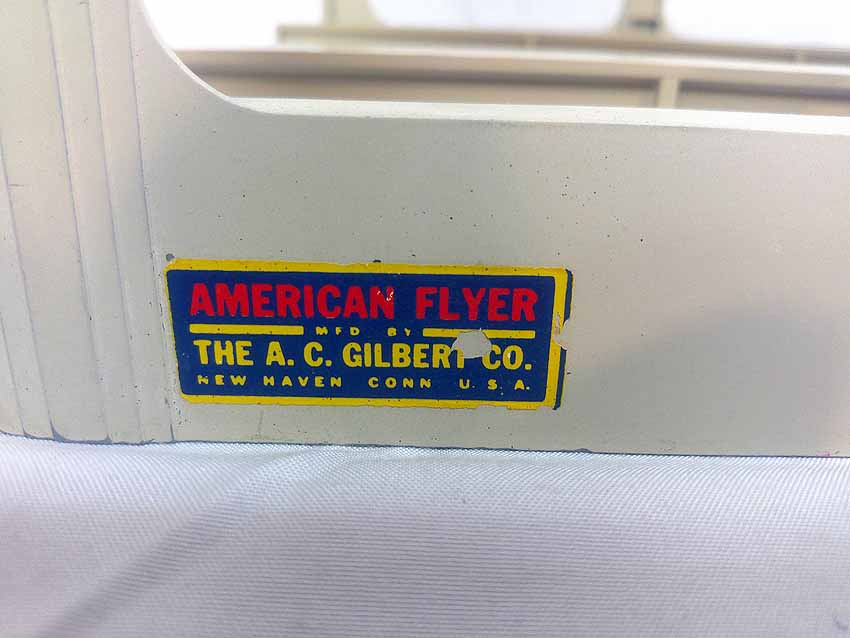 AMERICAN FLYER
MFD BY
THE A. C. GILBERT CO.
NEW HAVEN CONN U. S. A.